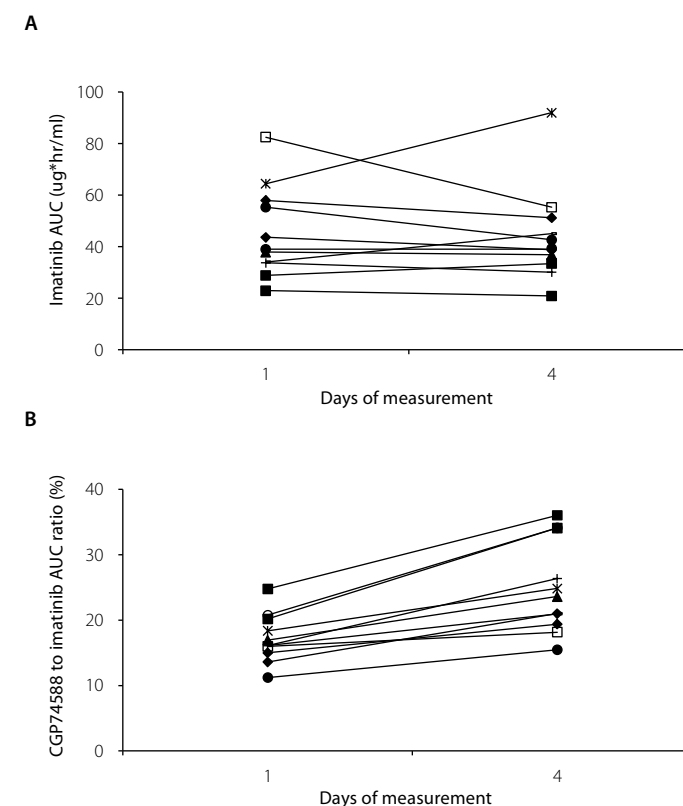 A
Imatinib AUC (ug*hr/ml)
100
80
60
40
20
0
1 4
Days of measurement
B
CGP74588 to imatinib AUC ratio (%)
40
30
20
10
0
1 4
Days of measurement